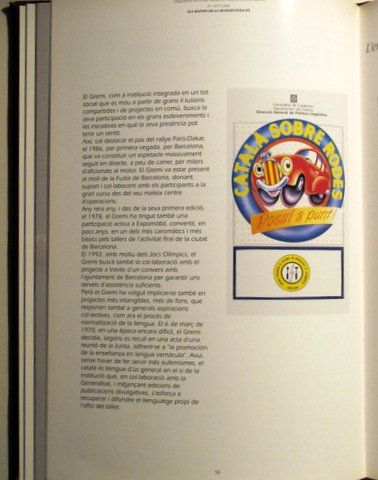 ELS REPTES DE LA MODERNITZACIÓ
El Gremi, com a institució integrada en un tot
social que es mou a partir de grans il·lusions
compartides i de projectes en comú, busca la
seva participació en els grans esdeveniments i
les iniciatives en què la seva presència pot
tenir un sentit.
Així, cal destacar el pas del rallye París-Dakar,
el 1986, per primera vegada, per Barcelona,
que va constituir un espetacle massivament
seguit en directe, a peu de carrer, per milers
d'aficionats al motor. El Gremi va estar present
al moll de la Fusta de Barcelona, donant
suport i col·laborant amb els participants a la
gran cursa des del seu mateix centre
d'operacions.
Any rera any, i des de la seva primera edició,
el 1978, el Gremi ha tingut també una
participació activa a Expomòbil, convertit, en
pocs anys, en un dels carismàtics i més
bàsics pels tallers de l'activitat firal de la ciutat
de Barcelona.
El 1992, amb motiu dels Jocs Olímpics, el
Gremi buscà també la col·laboració amb el
projecte a través d'un conveni amb
l'ajuntament de Barcelona per garantir uns
serveis d'assistència suficients.
Però el Gremi ha volgut implicar-se també en
projectes més intangibles, més de fons, que
responen també a generals aspiracions
col·lectives, com ara el procés de
normalització de la llengua. El 6 de març de
1970, en una època encara difícil, el Gremi
decidia, segons es recull en una acta d'una
reunió de la Junta, adherir-se a "la promoción
de la enseñanza en lengua vernácula". Avui,
sense haver de fer servir més eufemismes, el
català és llengua d'ús general en el si de la
institució que, en col·laboració amb la
Generalitat, i mitjançant edicions de
publicacions divulgatives, s'esforça a
recuperar i difondre el llenguatge propi de
l'ofici del taller.
Generalitat de Catalunya
Departament de Cultura
Direcció General de Política Lingüística
CATALÀ SOBRE RODES
Posa'l a punt!